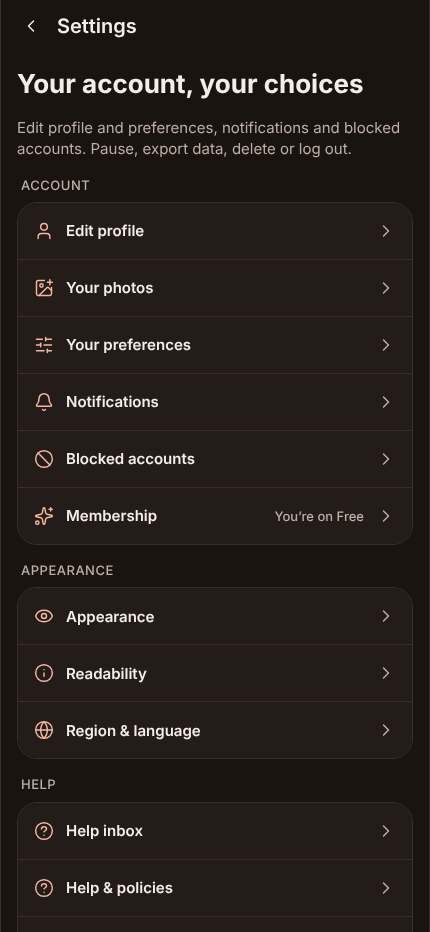 Settings
Your account, your choices
Edit profile and preferences, notifications and blocked
accounts. Pause, export data, delete or log out.
ACCOUNT
Edit profile
Your photos
Your preferences
Notifications
Blocked accounts
Membership You're on Free
APPEARANCE
Appearance
Readability
Region & language
HELP
Help inbox
Help & policies